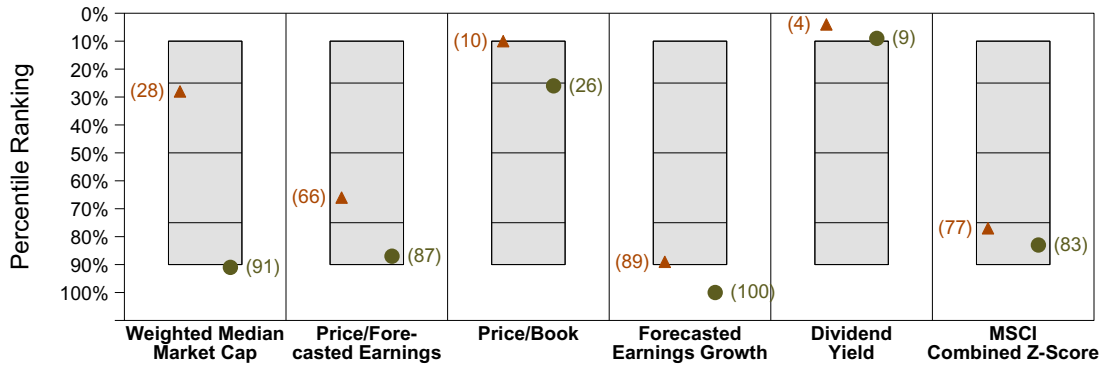 Percentile Ranking
0%
10%
20%
30%
40%
50%
60%
70%
80%
90%
100%
(28)
(91)
(66)
(87)
(10)
(26)
(89)
(100)
(4)
(9)
(77)
(83)
Weighted Median
Market Cap
Price/Fore-
casted Earnings
Price/Book
Forecasted
Earnings Growth
Dividend
Yield
MSCI
Combined Z-Score